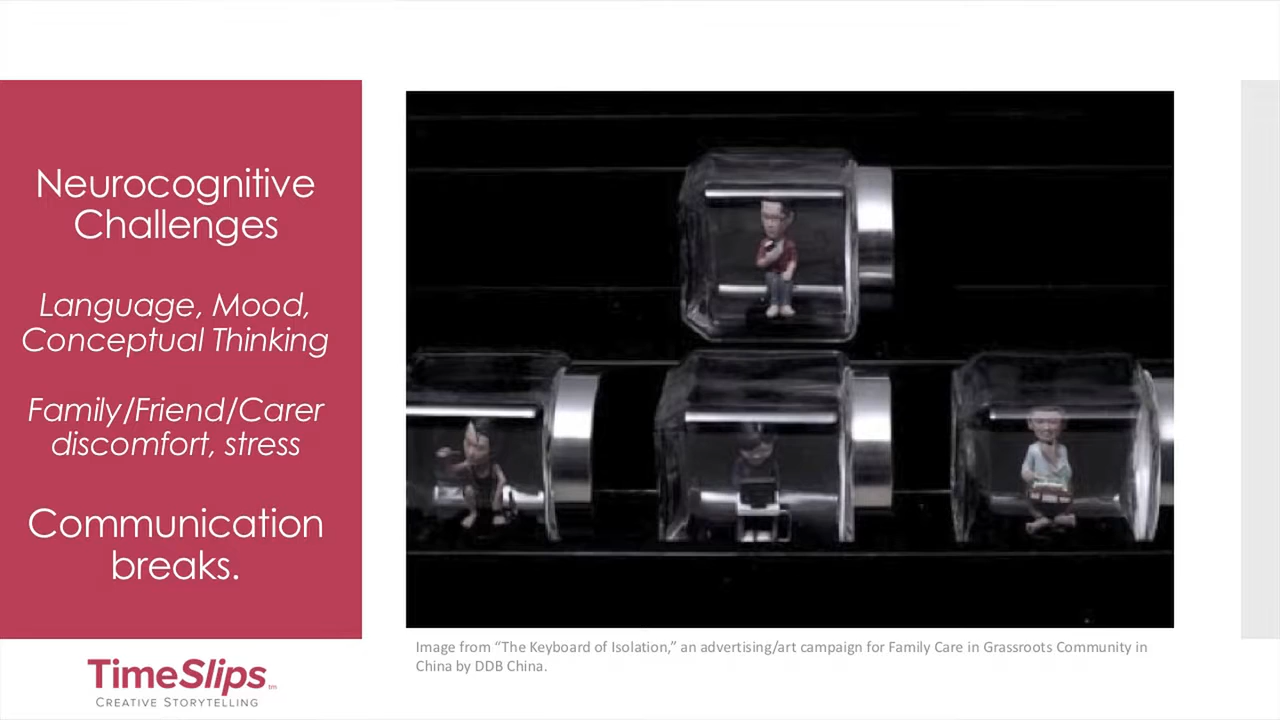 Neurocognitive
Challenges
Language, Mood,
Conceptual Thinking
Family/Friend/Carer
discomfort, stress
Communication
breaks.
TimeSlips™
CREATIVE STORYTELLING
Image from “The Keyboard of Isolation,” an advertising/art campaign for Family Care in Grassroots Community in
China by DDB China.